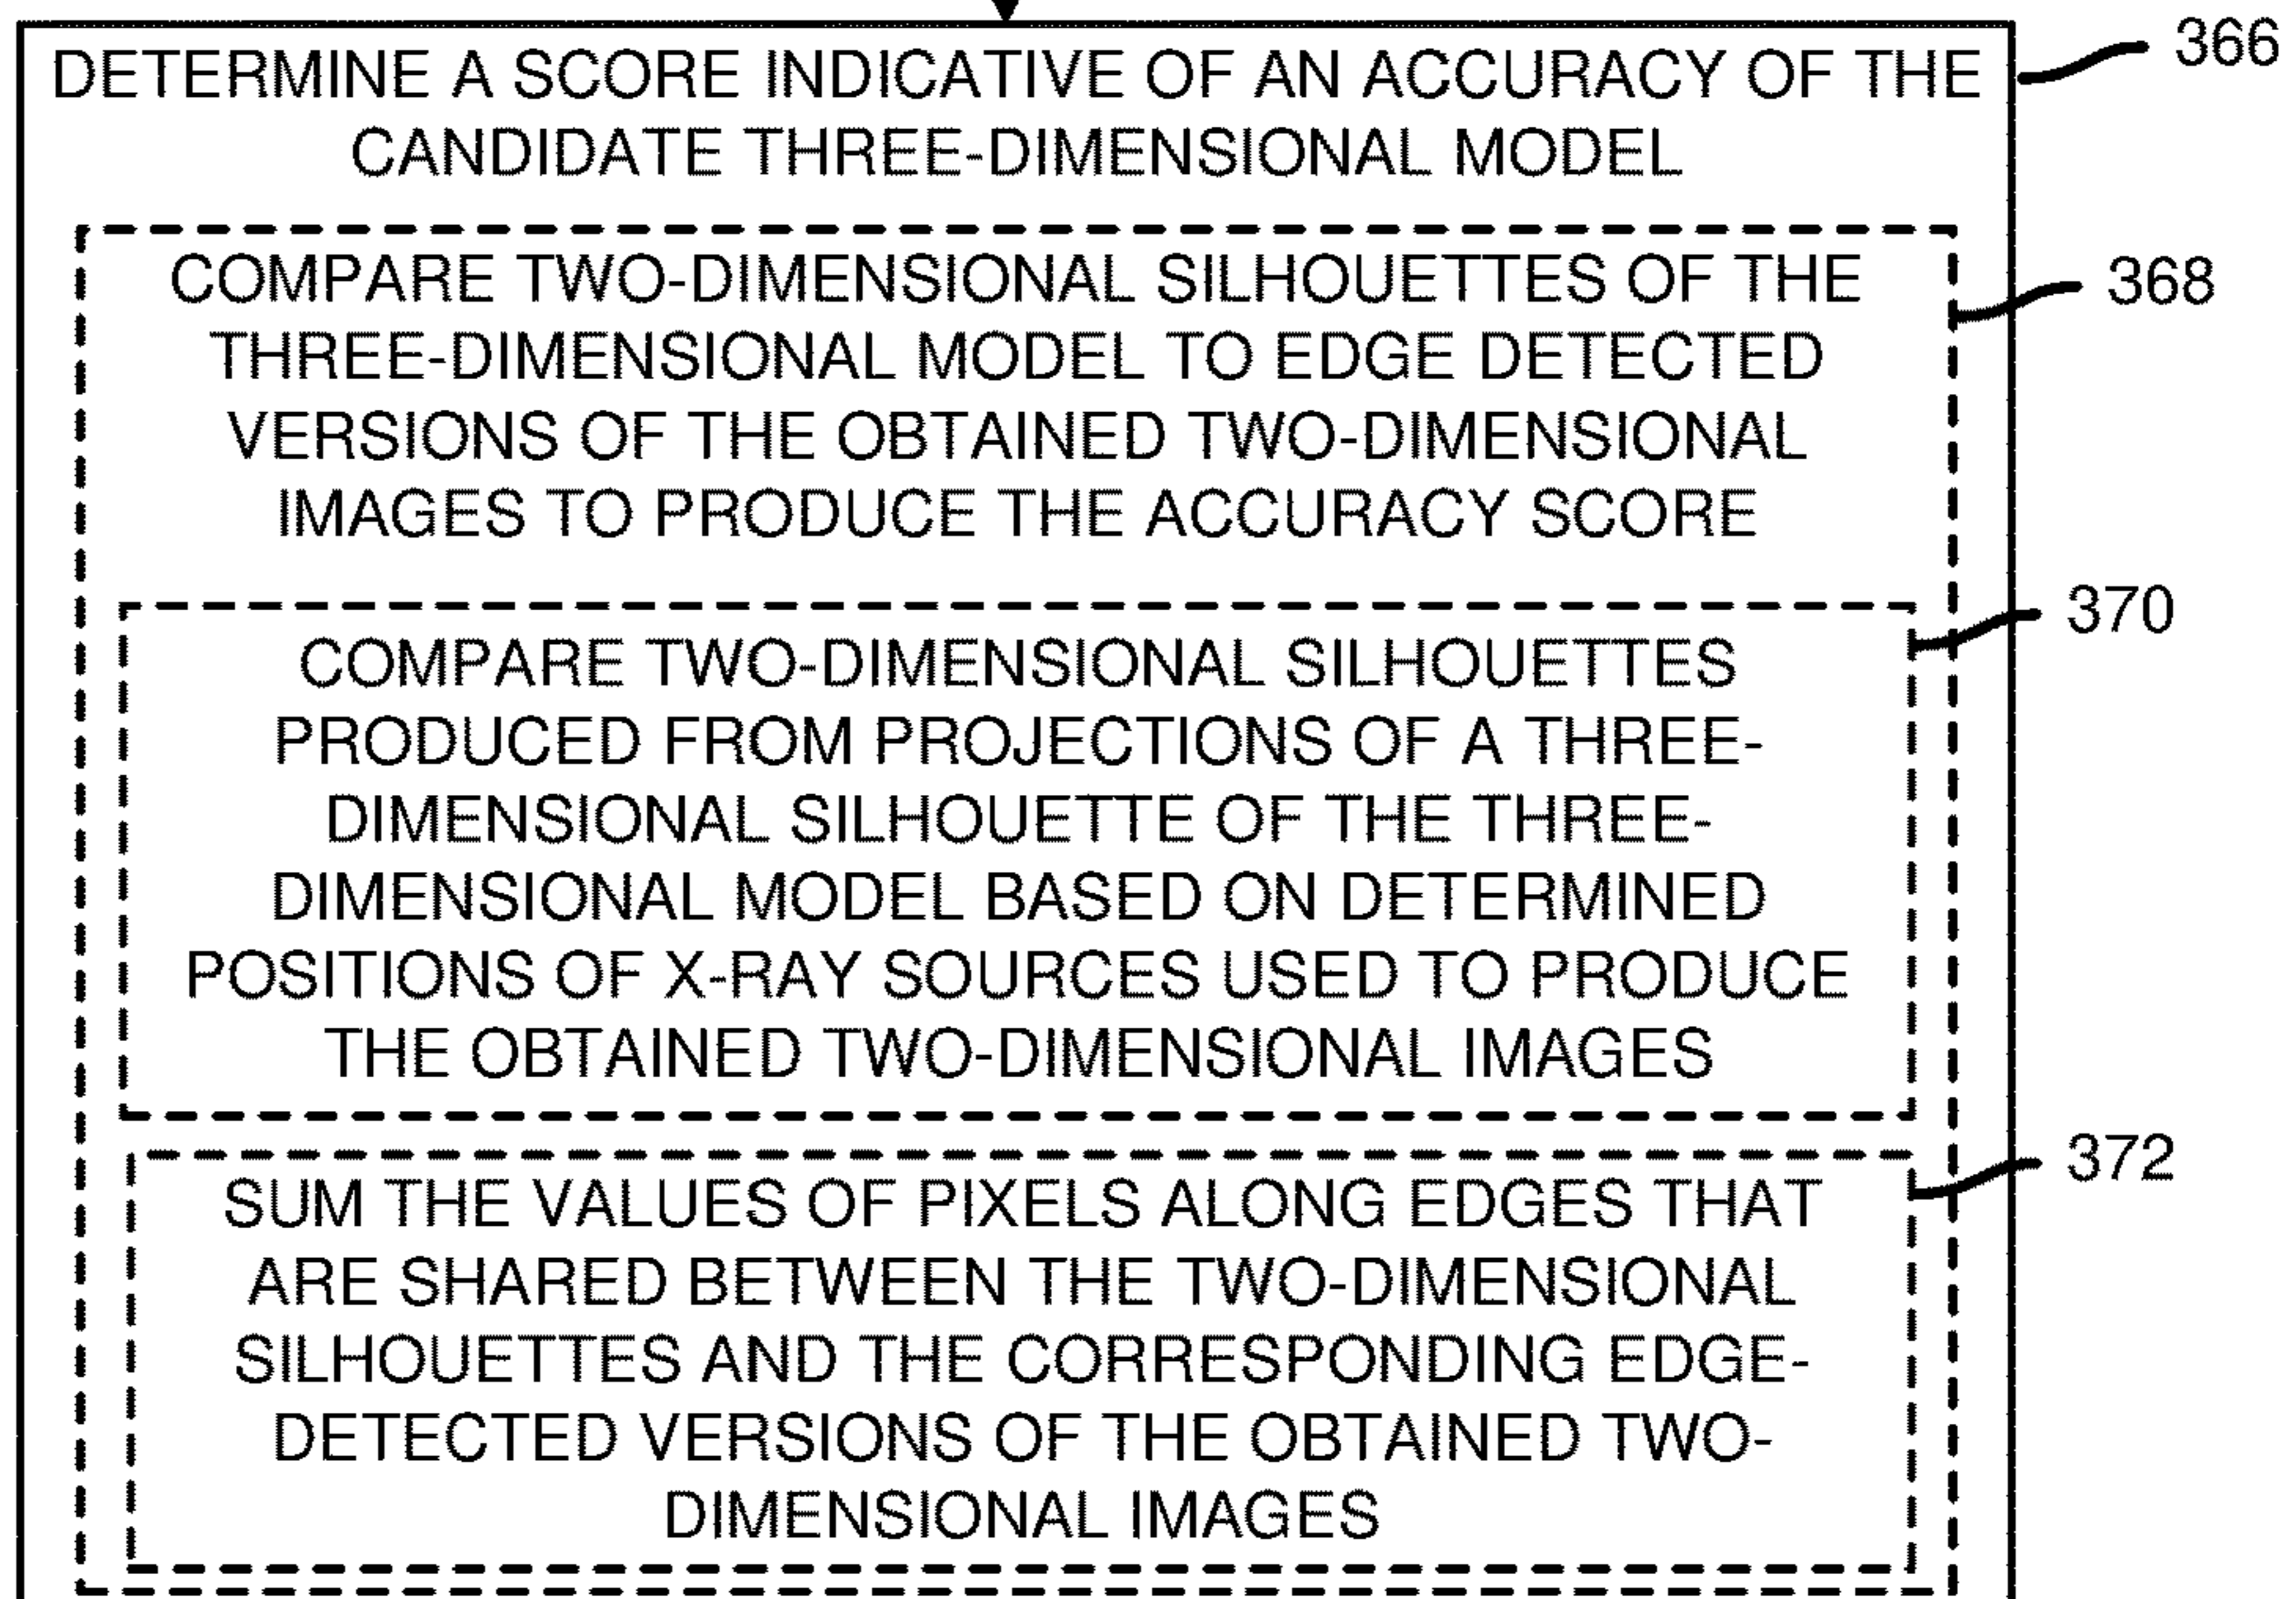 DETERMINE A SCORE INDICATIVE OF AN ACCURACY OF THE
CANDIDATE THREE-DIMENSIONAL MODEL
366
COMPARE TWO-DIMENSIONAL SILHOUETTES OF THE
THREE-DIMENSIONAL MODEL TO EDGE DETECTED
VERSIONS OF THE OBTAINED TWO-DIMENSIONAL
IMAGES TO PRODUCE THE ACCURACY SCORE
368
COMPARE TWO-DIMENSIONAL SILHOUETTES
PRODUCED FROM PROJECTIONS OF A THREE-
DIMENSIONAL SILHOUETTE OF THE THREE-
DIMENSIONAL MODEL BASED ON DETERMINED
POSITIONS OF X-RAY SOURCES USED TO PRODUCE
THE OBTAINED TWO-DIMENSIONAL IMAGES
370
SUM THE VALUES OF PIXELS ALONG EDGES THAT
ARE SHARED BETWEEN THE TWO-DIMENSIONAL
SILHOUETTES AND THE CORRESPONDING EDGE-
DETECTED VERSIONS OF THE OBTAINED TWO-
DIMENSIONAL IMAGES
372